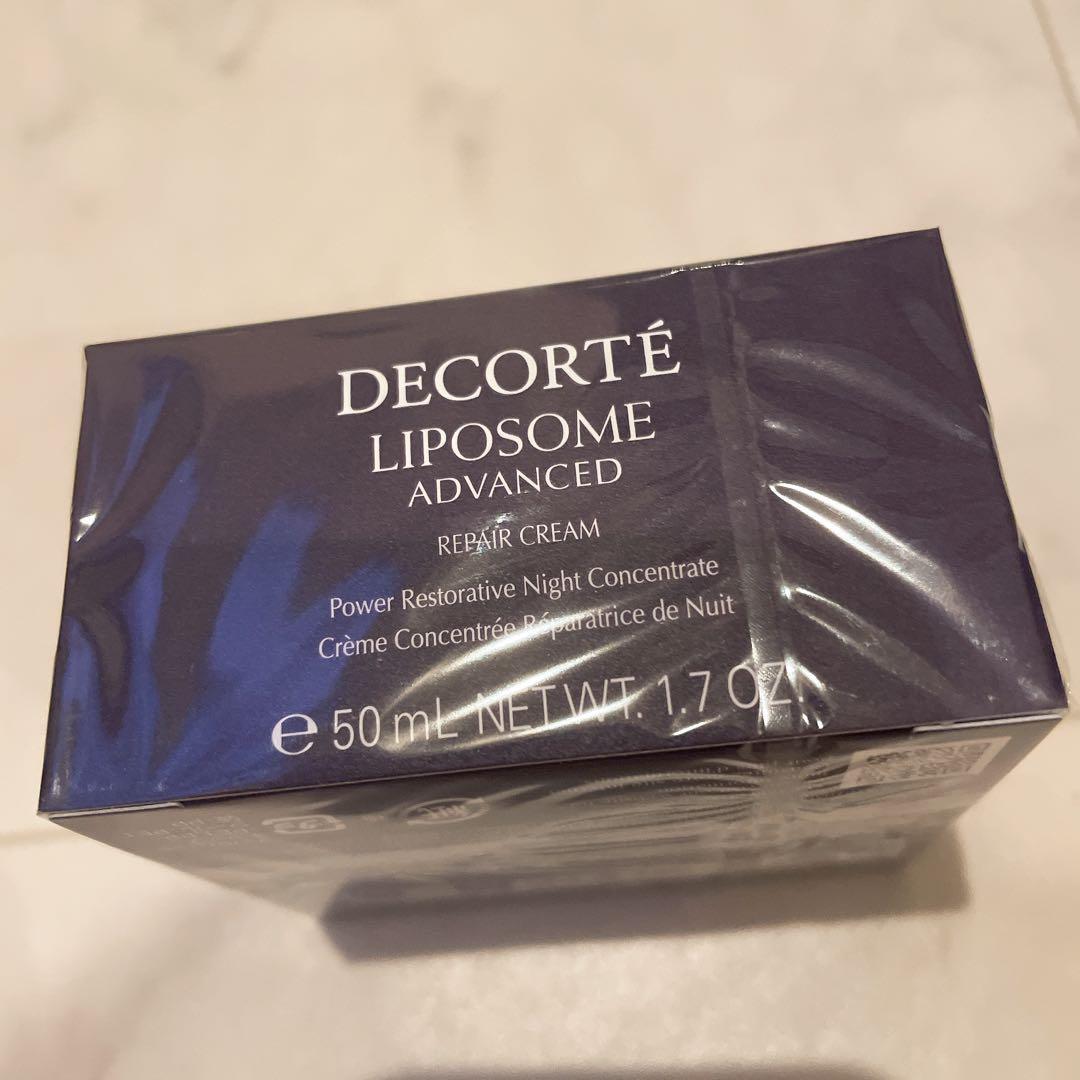 DECORTÉ
LIPOSOME
ADVANCED
REPAIR CREAM
Power Restorative Night Concentrate
Crème Concentrée Réparatrice de Nuit
℮ 50 mL NET WT. 1.7 OZ.